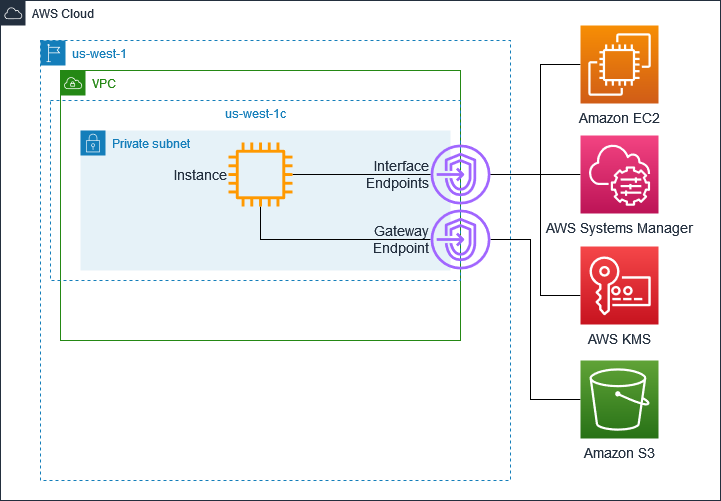 AWS Cloud
us-west-1
VPC
us-west-1c
Private subnet
Instance
Interface
Endpoints
Gateway
Endpoint
Amazon EC2
AWS Systems Manager
AWS KMS
Amazon S3